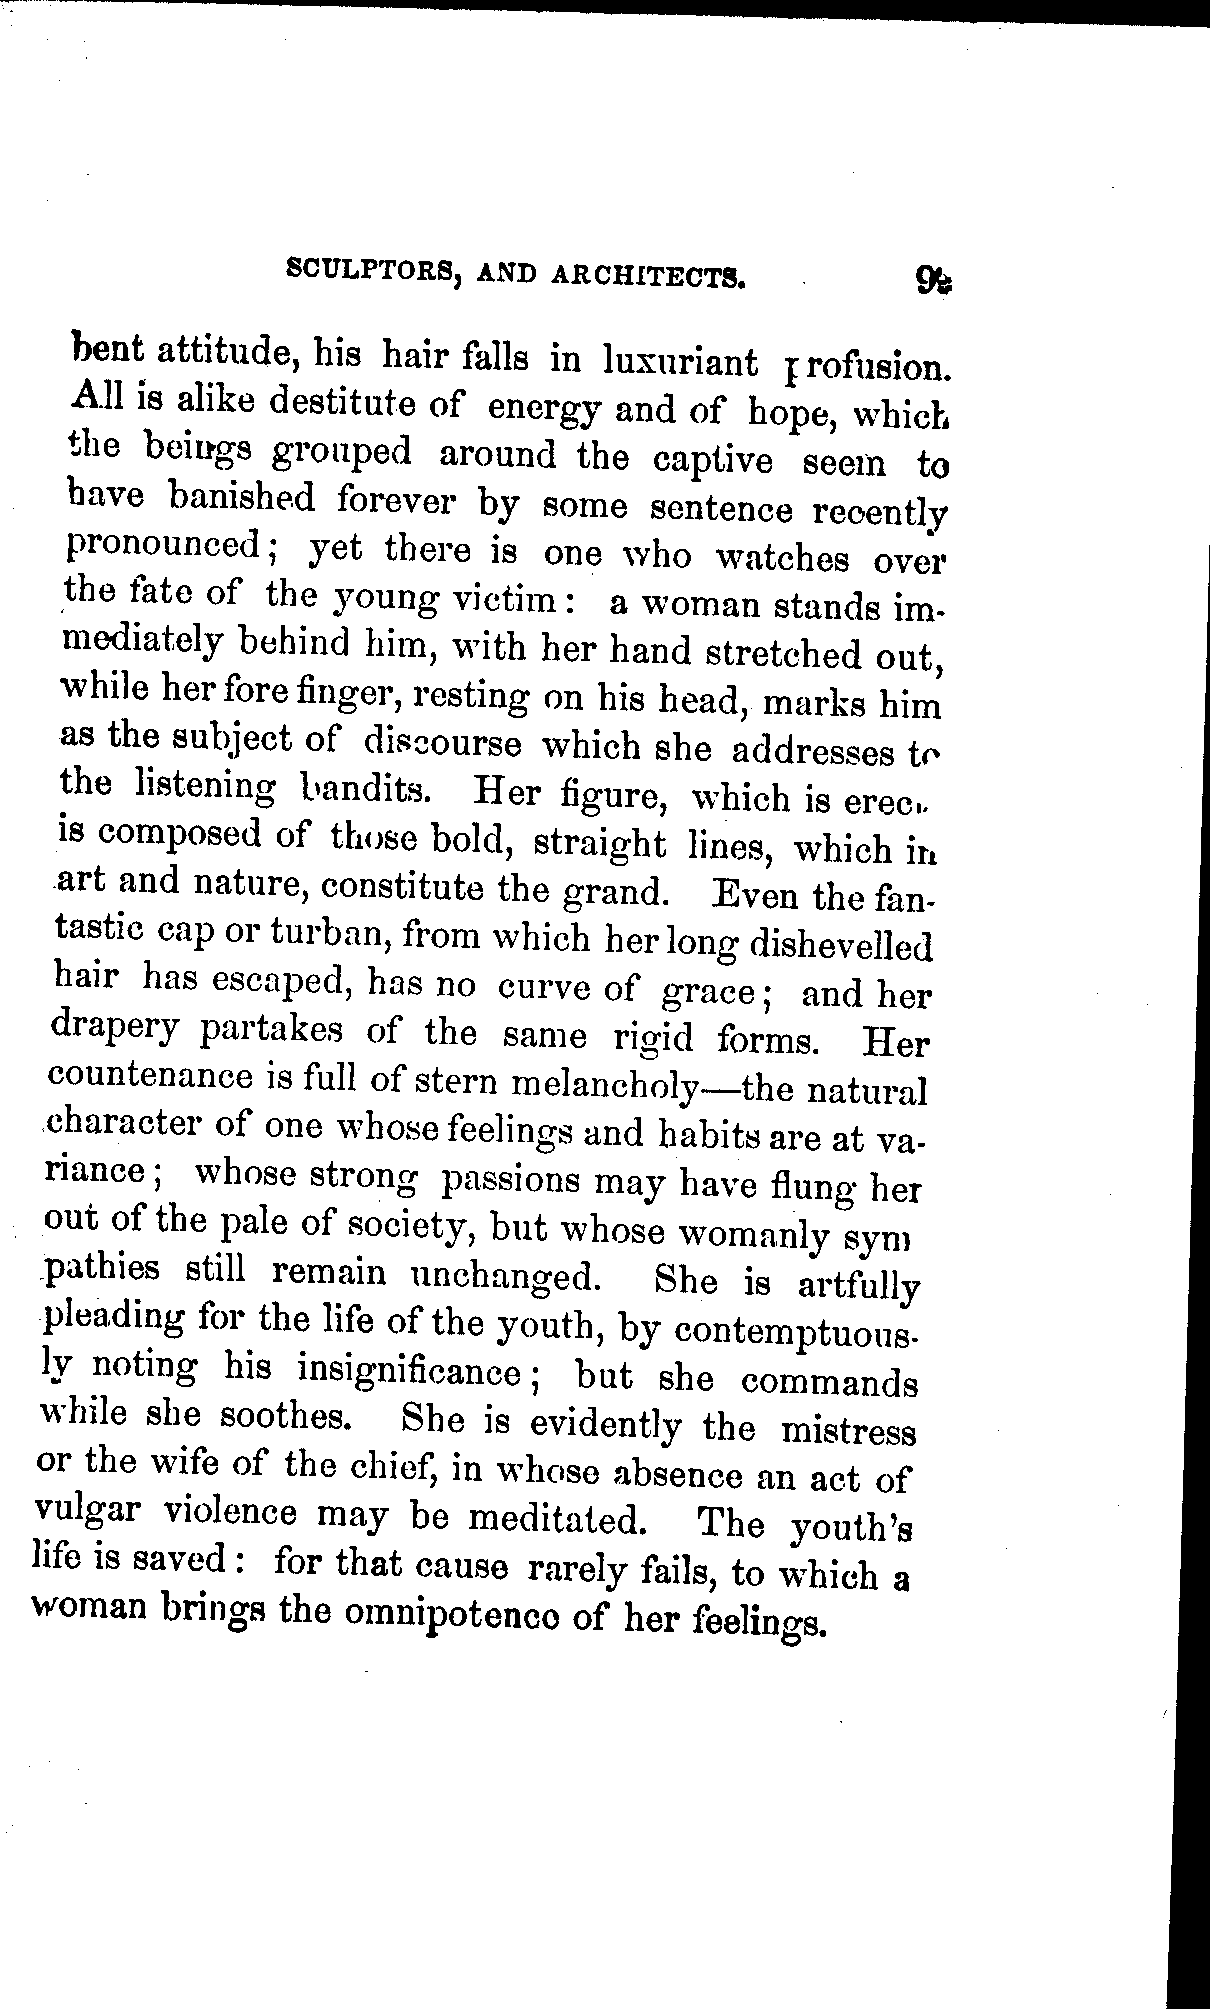 SCULPTORS, AND ARCHITECTS.
bent attitude, his hair falls in luxuriant profusion.
All is alike destitute of energy and of hope, which
the beings grouped around the captive seem to
have banished forever by some sentence recently
pronounced; yet there is one who watches over
the fate of the young victim: a woman stands im-
mediately behind him, with her hand stretched out,
while her fore finger, resting on his head, marks him
as the subject of discourse which she addresses to
the listening bandits. Her figure, which is erect
is composed of those bold, straight lines, which in
art and nature, constitute the grand. Even the fan-
tastic cap or turban, from which her long dishevelled
hair has escaped, has no curve of grace; and her
drapery partakes of the same rigid forms. Her
countenance is full of stern melancholy—the natural
character of one whose feelings and habits are at va-
riance; whose strong passions may have flung her
out of the pale of society, but whose womanly sym
pathies still remain unchanged. She is artfully
pleading for the life of the youth, by contemptuous-
ly noting his insignificance; but she commands
while she soothes. She is evidently the mistress
or the wife of the chief, in whose absence an act of
vulgar violence may be meditated. The youth's
life is saved: for that cause rarely fails, to which a
woman brings the omnipotence of her feelings.